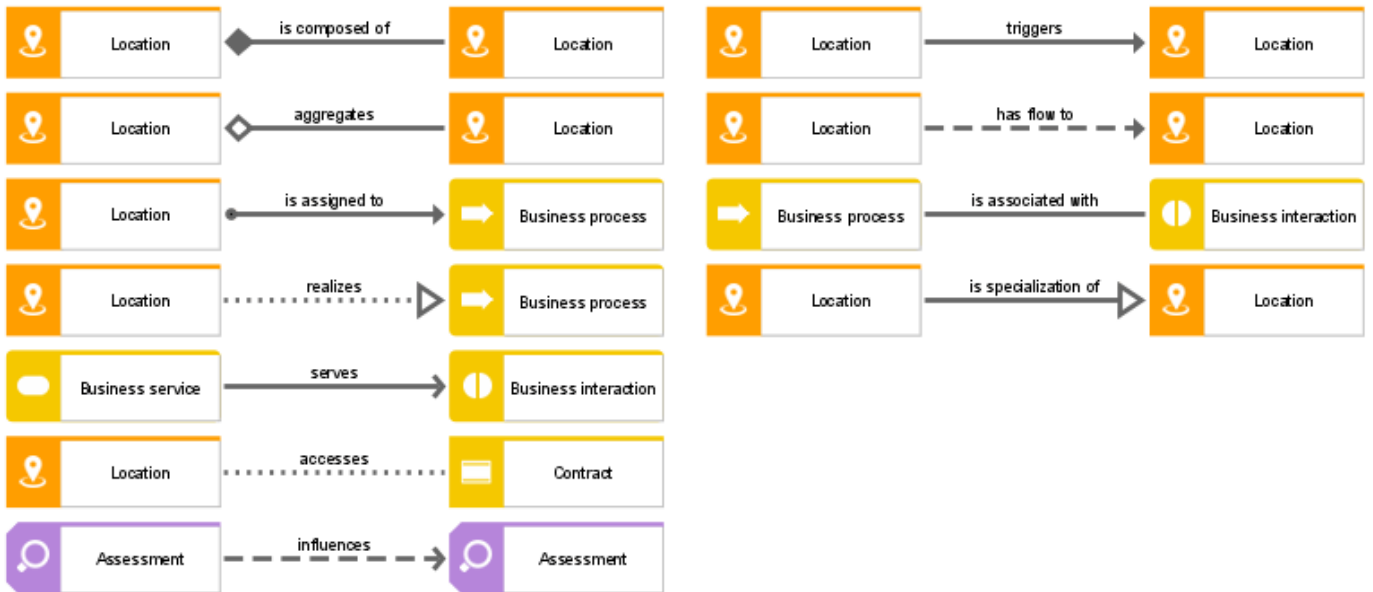 Location is composed of Location
Location aggregates Location
Location is assigned to Business process
Location realizes Business process
Business service serves Business interaction
Location accesses Contract
Assessment influences Assessment
Location triggers Location
Location has flow to Location
Business process is associated with Business interaction
Location is specialization of Location